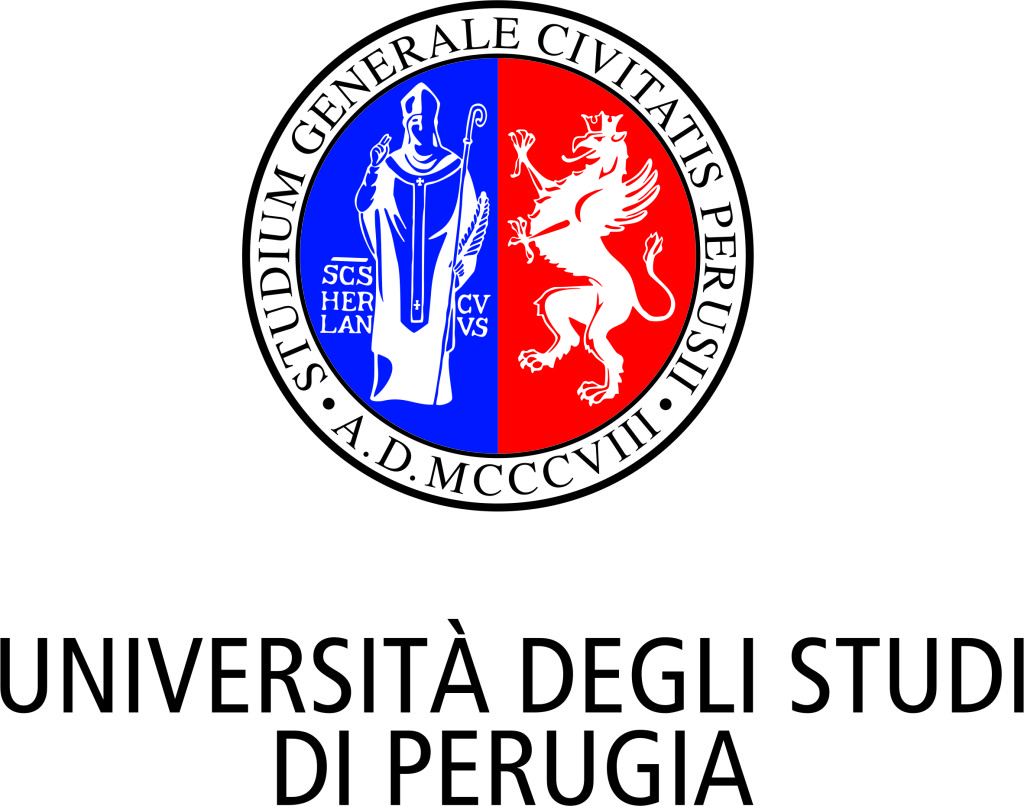 STUDIUM GENERALE CIVITATIS PERUSII
• A.D. MCCCVIII •
SCS
HER CV
LAN VS
UNIVERSITÀ DEGLI STUDI
DI PERUGIA